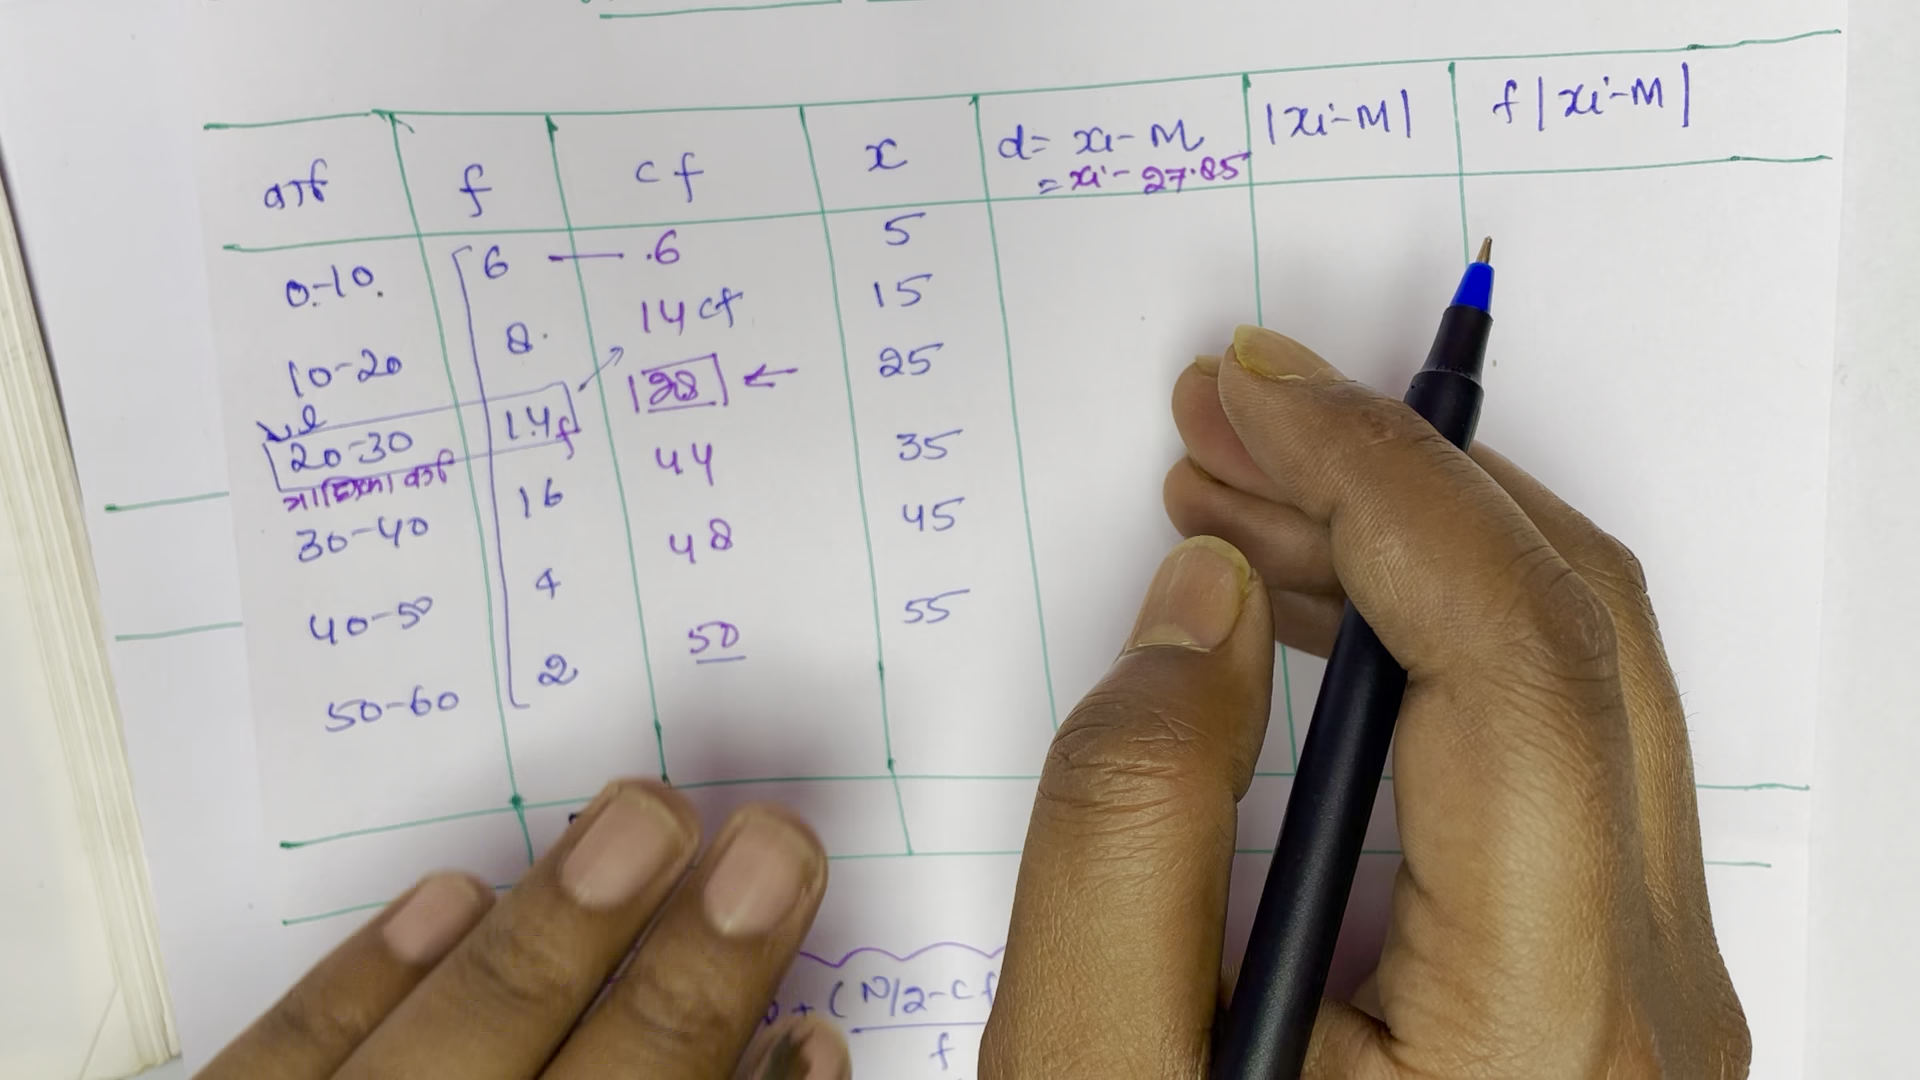 वर्ग f cf x d= xi - M |xi - M| f |xi - M|
= xi - 27.85
0-10 6 6 5
10-20 8 14 cf 15
20-30 14 f 28 25
माध्यिका वर्ग
30-40 16 44 35
40-50 4 48 45
50-60 2 50 55
+ (N/2 - cf
f